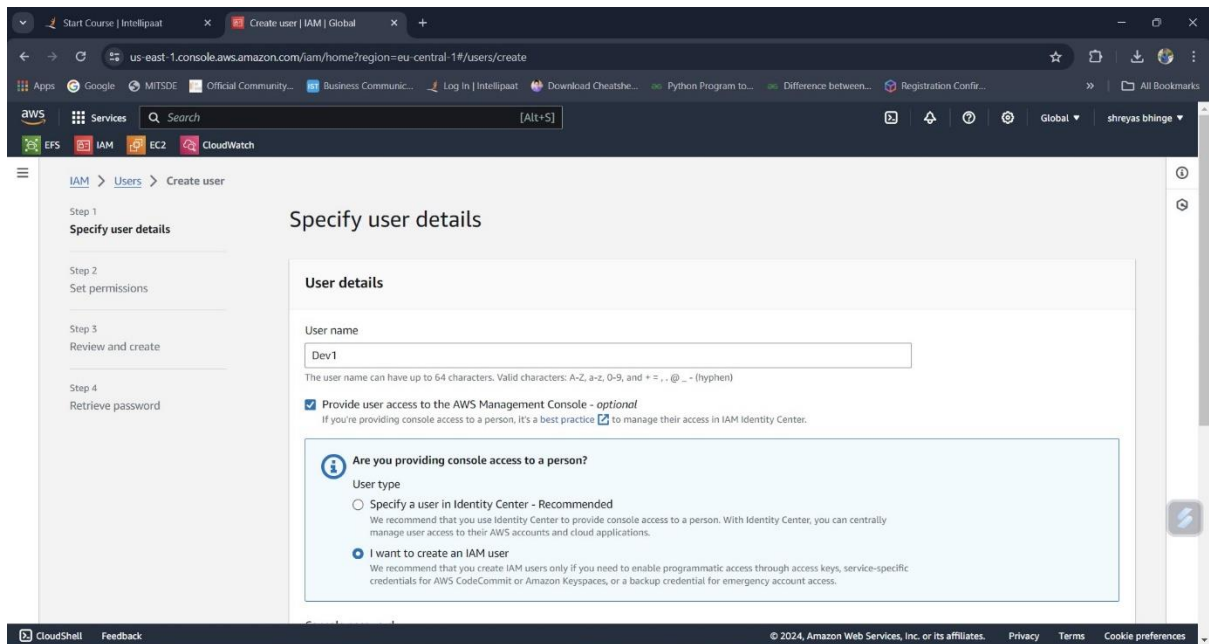 Start Course | Intellipaat
Create user | IAM | Global
us-east-1.console.aws.amazon.com/iam/home?region=eu-central-1#/users/create
Apps Google MITSDE Official Community... Business Communic... Log In | Intellipaat Download Cheatshe... Python Program to... Difference between... Registration Confir... » All Bookmarks
aws Services Search [Alt+S] Global shreyas bhinge
EFS IAM EC2 CloudWatch
IAM > Users > Create user
Step 1
Specify user details
Step 2
Set permissions
Step 3
Review and create
Step 4
Retrieve password
Specify user details
User details
User name
Dev1
The user name can have up to 64 characters. Valid characters: A-Z, a-z, 0-9, and + = , . @ _ - (hyphen)
Provide user access to the AWS Management Console - optional
If you're providing console access to a person, it's a best practice to manage their access in IAM Identity Center.
Are you providing console access to a person?
User type
Specify a user in Identity Center - Recommended
We recommend that you use Identity Center to provide console access to a person. With Identity Center, you can centrally
manage user access to their AWS accounts and cloud applications.
I want to create an IAM user
We recommend that you create IAM users only if you need to enable programmatic access through access keys, service-specific
credentials for AWS CodeCommit or Amazon Keyspaces, or a backup credential for emergency account access.
CloudShell Feedback © 2024, Amazon Web Services, Inc. or its affiliates. Privacy Terms Cookie preferences